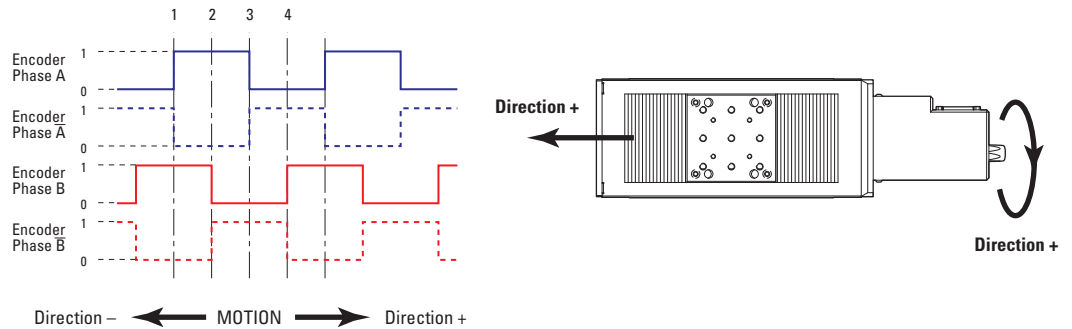 1 2 3 4
Encoder
Phase A
1
0
Encoder
Phase A̅
1
0
Encoder
Phase B
1
0
Encoder
Phase B̅
1
0
Direction – MOTION Direction +
Direction +
Direction +